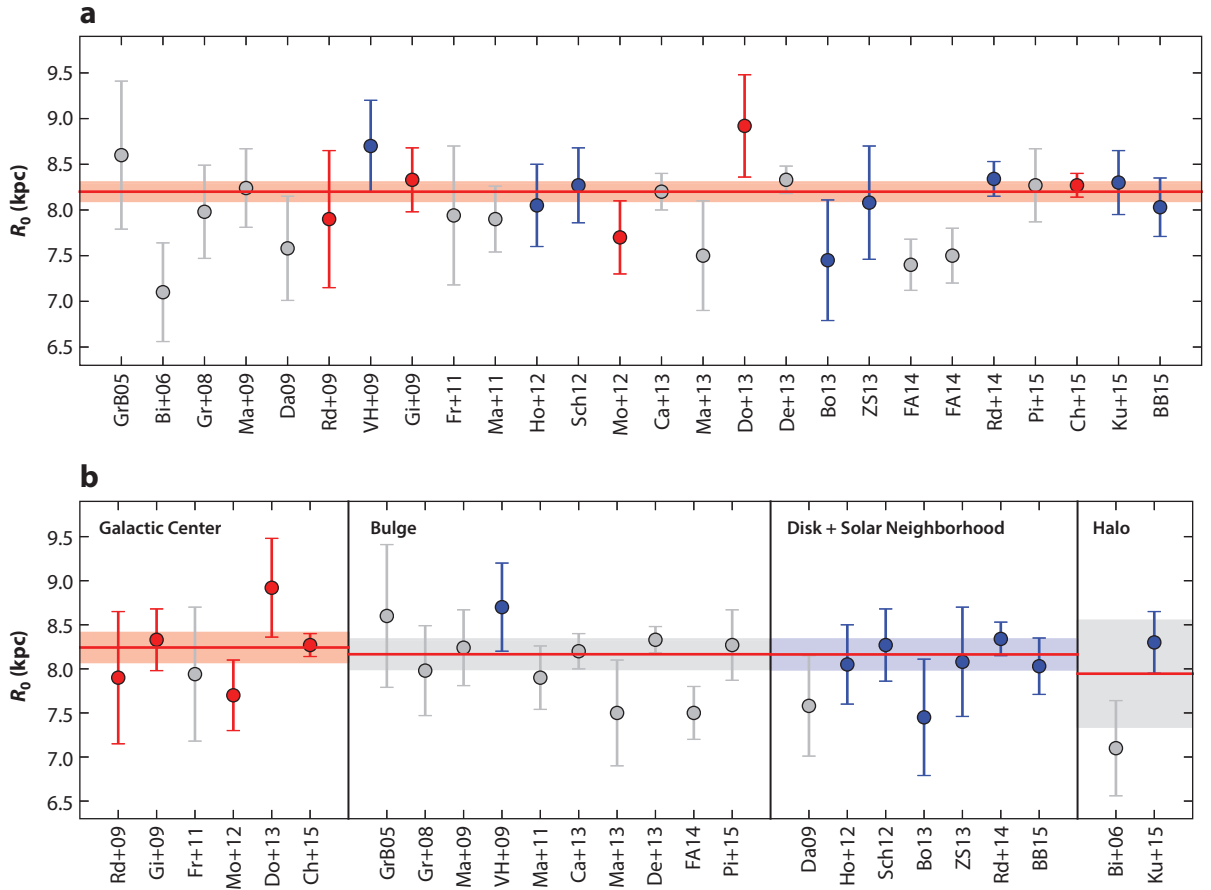 a
9.5
9.0
8.5
8.0
7.5
7.0
6.5
R0 (kpc)
GrB05
Bi+06
Gr+08
Ma+09
Da09
Rd+09
VH+09
Gi+09
Fr+11
Ma+11
Ho+12
Sch12
Mo+12
Ca+13
Ma+13
Do+13
De+13
Bo13
ZS13
FA14
FA14
Rd+14
Pi+15
Ch+15
Ku+15
BB15
b
Galactic Center
Bulge
Disk + Solar Neighborhood
Halo
9.5
9.0
8.5
8.0
7.5
7.0
6.5
R0 (kpc)
Rd+09
Gi+09
Fr+11
Mo+12
Do+13
Ch+15
GrB05
Gr+08
Ma+09
VH+09
Ma+11
Ca+13
Ma+13
De+13
FA14
Pi+15
Da09
Ho+12
Sch12
Bo13
ZS13
Rd+14
BB15
Bi+06
Ku+15